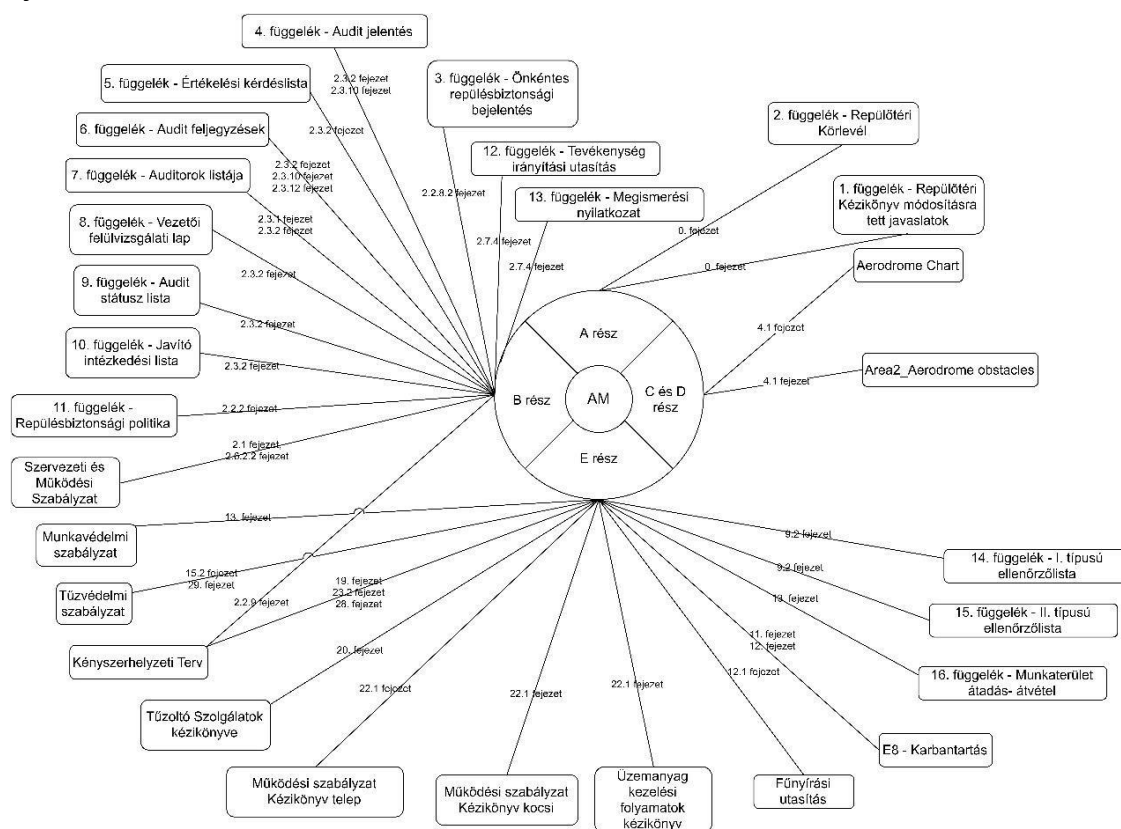 4. függelék - Audit jelentés
5. függelék - Értékelési kérdéslista
2.3.2 fejezet
2.3.10 fejezet
3. függelék - Önkéntes
repülésbiztonsági
bejelentés
2. függelék - Repülőtéri
Körlevél
6. függelék - Audit feljegyzések
2.3.2 fejezet
12. függelék - Tevékenység
irányítási utasítás
7. függelék - Auditorok listája
2.3.2 fejezet
2.3.10 fejezet
2.3.12 fejezet
2.2.8.2 fejezet
13. függelék - Megismerési
nyilatkozat
1. függelék - Repülőtéri
Kézikönyv módosításra
tett javaslatok
8. függelék - Vezetői
felülvizsgálati lap
2.3.1 fejezet
2.3.2 fejezet
2.7.4 fejezet
0. fejezet
2.3.2 fejezet
2.7.4 fejezet
0. fejezet
Aerodrome Chart
9. függelék - Audit
státusz lista
2.3.2 fejezet
A rész
4.1 fejezet
10. függelék - Javító
intézkedési lista
2.3.2 fejezet
4.1 fejezet
Area2_Aerodrome obstacles
B rész
AM
C és D
rész
11. függelék -
Repülésbiztonsági politika
2.2.2 fejezet
2.1 fejezet
2.6.2.2 fejezet
E rész
Szervezeti és
Működési
Szabályzat
Munkavédelmi
szabályzat
13. fejezet
9.2 fejezet
14. függelék - I. típusú
ellenőrzőlista
Tűzvédelmi
szabályzat
15.2 fejezet
29. fejezet
2.2.9 fejezet
19. fejezet
23.2 fejezet
28. fejezet
9.2 fejezet
13. fejezet
15. függelék - II. típusú
ellenőrzőlista
Kényszerhelyzeti Terv
20. fejezet
11. fejezet
12. fejezet
12.1 fejezet
16. függelék - Munkaterület
átadás- átvétel
Tűzoltó Szolgálatok
kézikönyve
22.1 fejezet
22.1 fejezet
22.1 fejezet
E8 - Karbantartás
Működési szabályzat
Kézikönyv telep
Működési szabályzat
Kézikönyv kocsi
Üzemanyag
kezelési
folyamatok
kézikönyv
Fűnyírási
utasítás